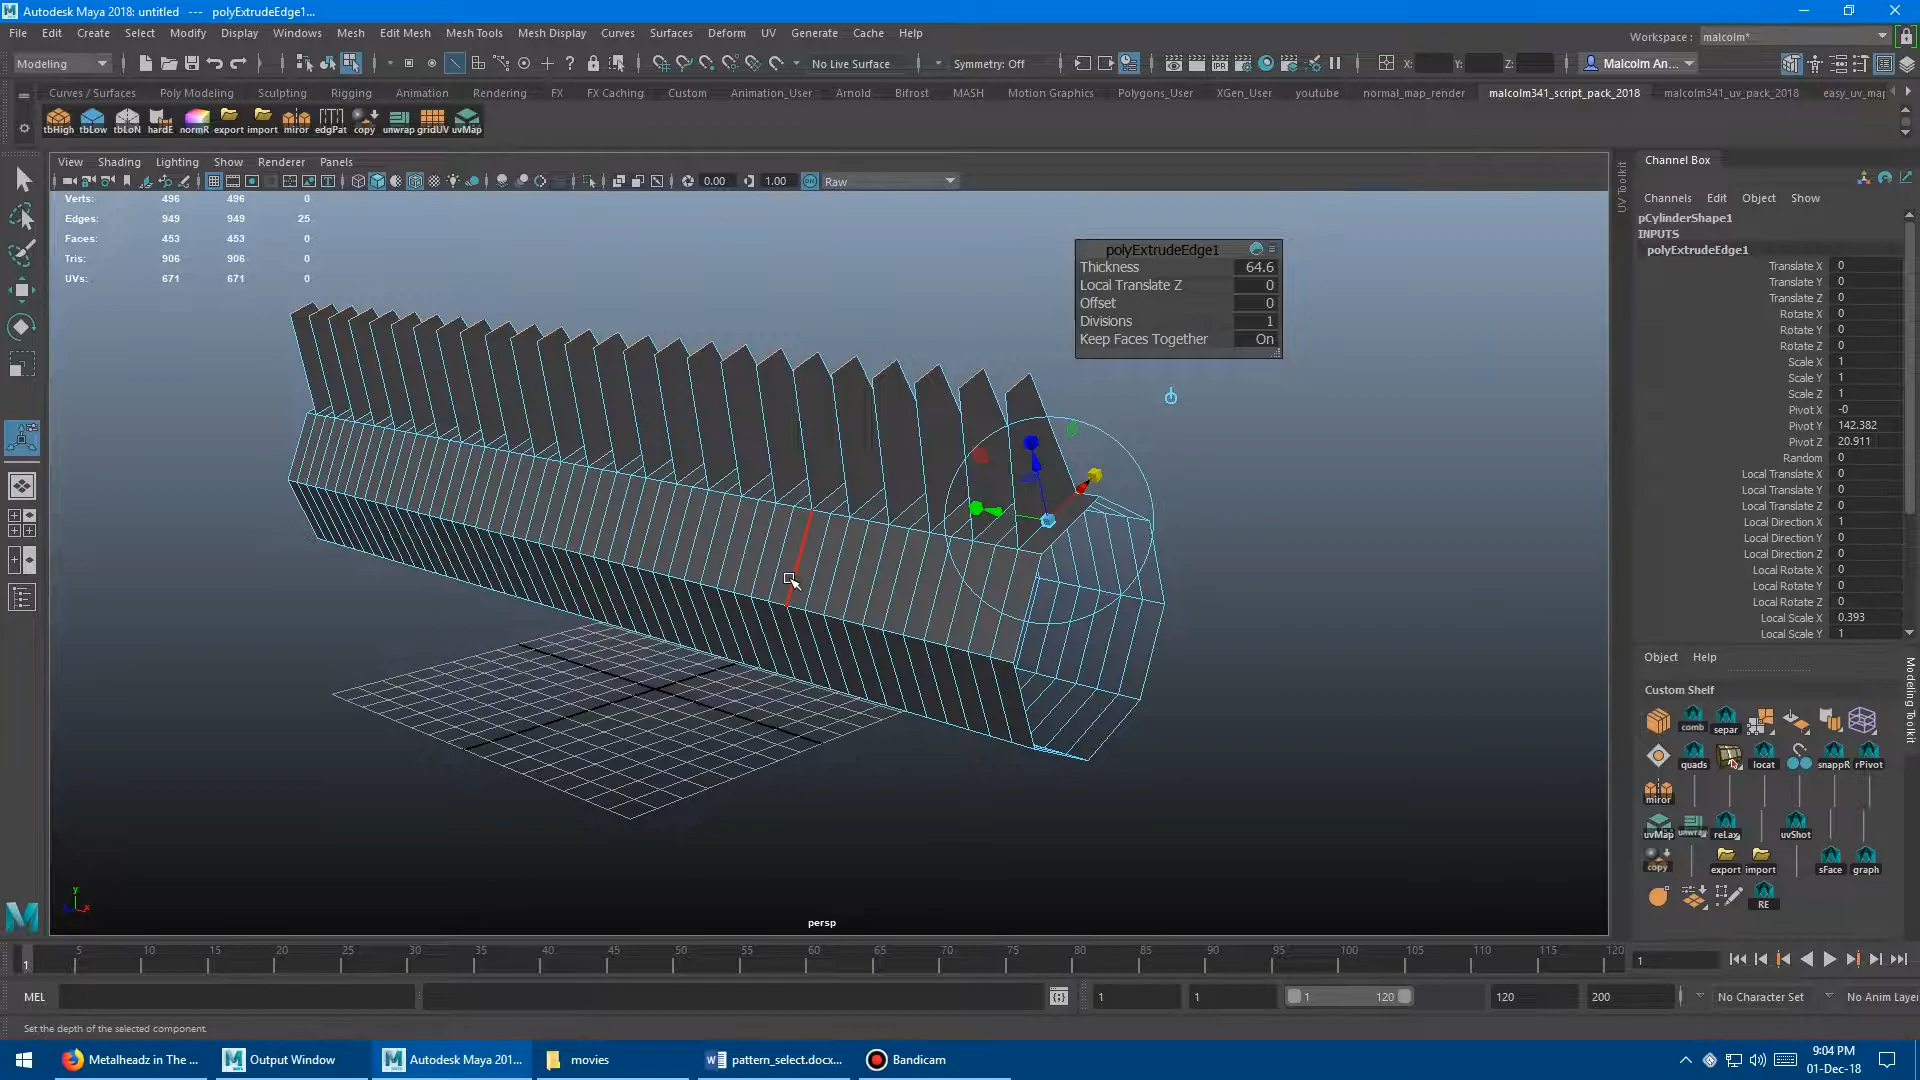 Autodesk Maya 2018: untitled --- polyExtrudeEdge1...
File Edit Create Select Modify Display Windows Mesh Edit Mesh Mesh Tools Mesh Display Curves Surfaces Deform UV Generate Cache Help
Workspace : malcolm*
Modeling No Live Surface Symmetry: Off X: Y: Z: Malcolm An...
Curves / Surfaces Poly Modeling Sculpting Rigging Animation Rendering FX FX Caching Custom Animation_User Arnold Bifrost MASH Motion Graphics Polygons_User XGen_User youtube normal_map_render malcolm341_script_pack_2018 malcolm341_uv_pack_2018 easy_uv_map
tbHigh tbLow tbLoN hardE normR export import miror edgPat copy unwrap gridUV uvMap
View Shading Lighting Show Renderer Panels
0.00 1.00 Raw
Verts: 496 496 0
Edges: 949 949 25
Faces: 453 453 0
Tris: 906 906 0
UVs: 671 671 0
polyExtrudeEdge1
Thickness 64.6
Local Translate Z 0
Offset 0
Divisions 1
Keep Faces Together On
y
x
persp
UV Toolkit
Channel Box
Channels Edit Object Show
pCylinderShape1
INPUTS
polyExtrudeEdge1
Translate X 0
Translate Y 0
Translate Z 0
Rotate X 0
Rotate Y 0
Rotate Z 0
Scale X 1
Scale Y 1
Scale Z 1
Pivot X -0
Pivot Y 142.382
Pivot Z 20.911
Random 0
Local Translate X 0
Local Translate Y 0
Local Translate Z 0
Local Direction X 1
Local Direction Y 0
Local Direction Z 0
Local Rotate X 0
Local Rotate Y 0
Local Rotate Z 0
Local Scale X 0.393
Local Scale Y 1
Object Help
Modeling Toolkit
Custom Shelf
comb separ
quads locat snappR rPivot
miror
uvMap unwrap reLax uvShot
copy export import sFace graph
RE
5 10 15 20 25 30 35 40 45 50 55 60 65 70 75 80 85 90 95 100 105 110 115 120
1 1
MEL 1 1 1 120 120 200 No Character Set No Anim Layer
Set the depth of the selected component.
Metalheadz in The ... Output Window Autodesk Maya 201... movies pattern_select.docx... Bandicam
9:04 PM
01-Dec-18